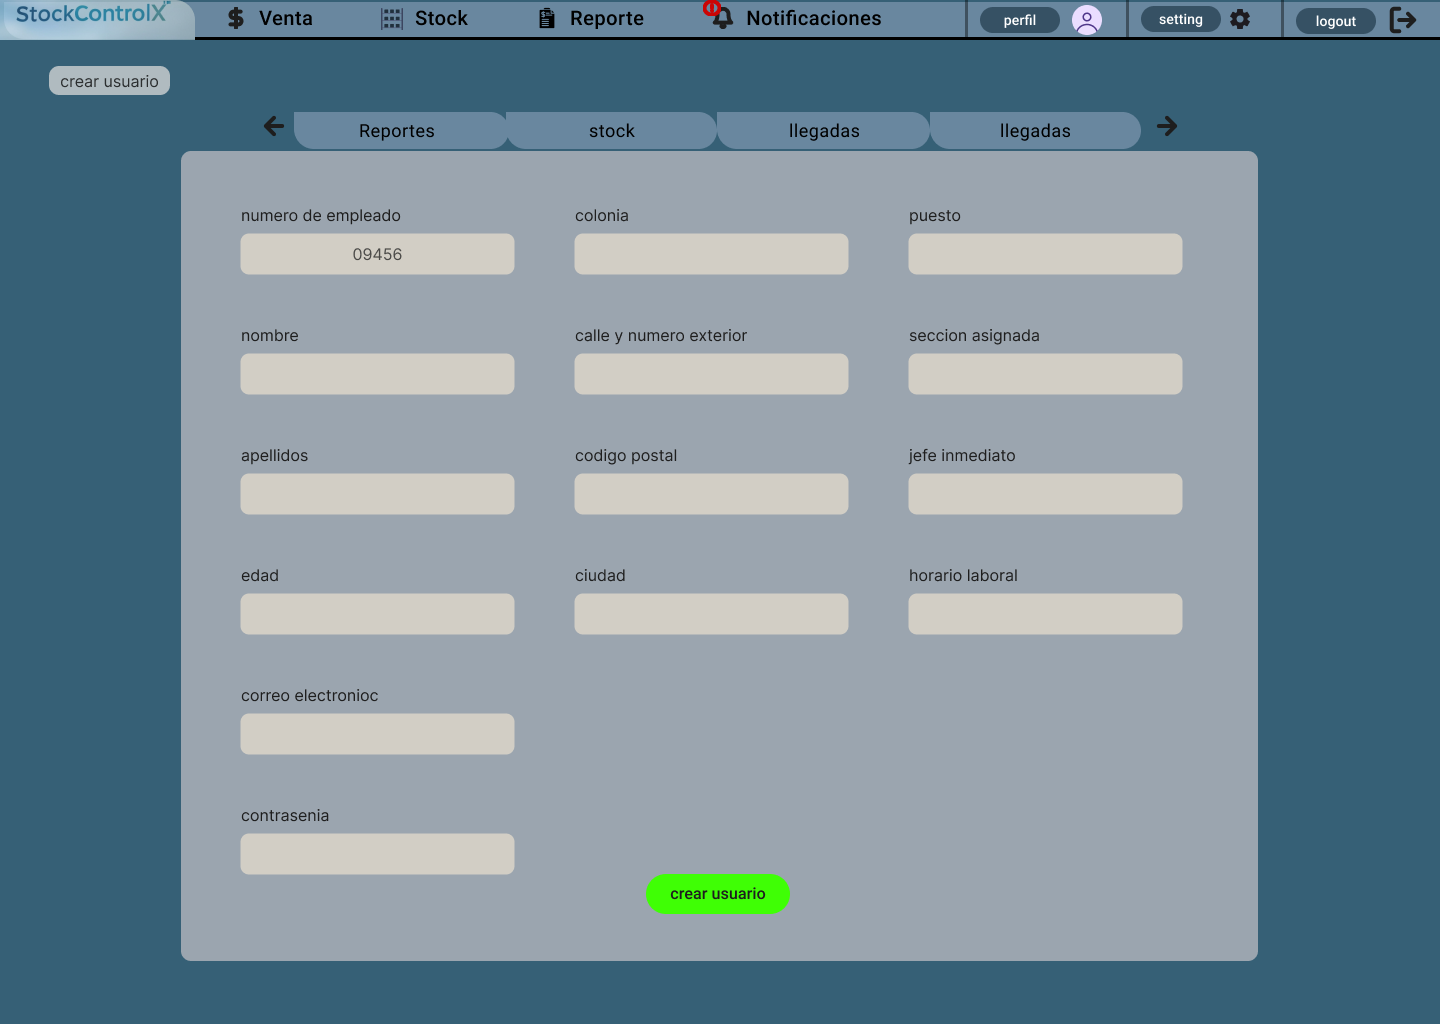 StockControlX
Venta
Stock
Reporte
0
Notificaciones
perfil
setting
logout
crear usuario
Reportes
stock
llegadas
llegadas
numero de empleado
colonia
puesto
09456
nombre
calle y numero exterior
seccion asignada
apellidos
codigo postal
jefe inmediato
edad
ciudad
horario laboral
correo electronioc
contrasenia
crear usuario